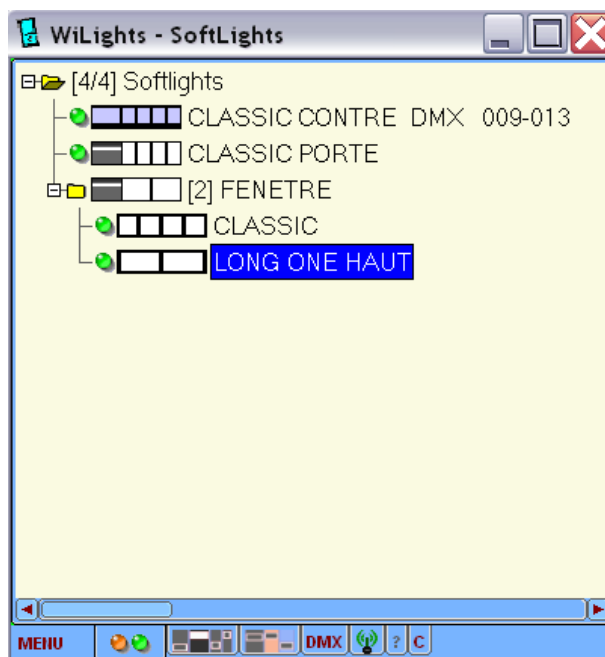 WiLights - SoftLights
[4/4] Softlights
CLASSIC CONTRE DMX 009-013
CLASSIC PORTE
[2] FENETRE
CLASSIC
LONG ONE HAUT
MENU DMX ? C